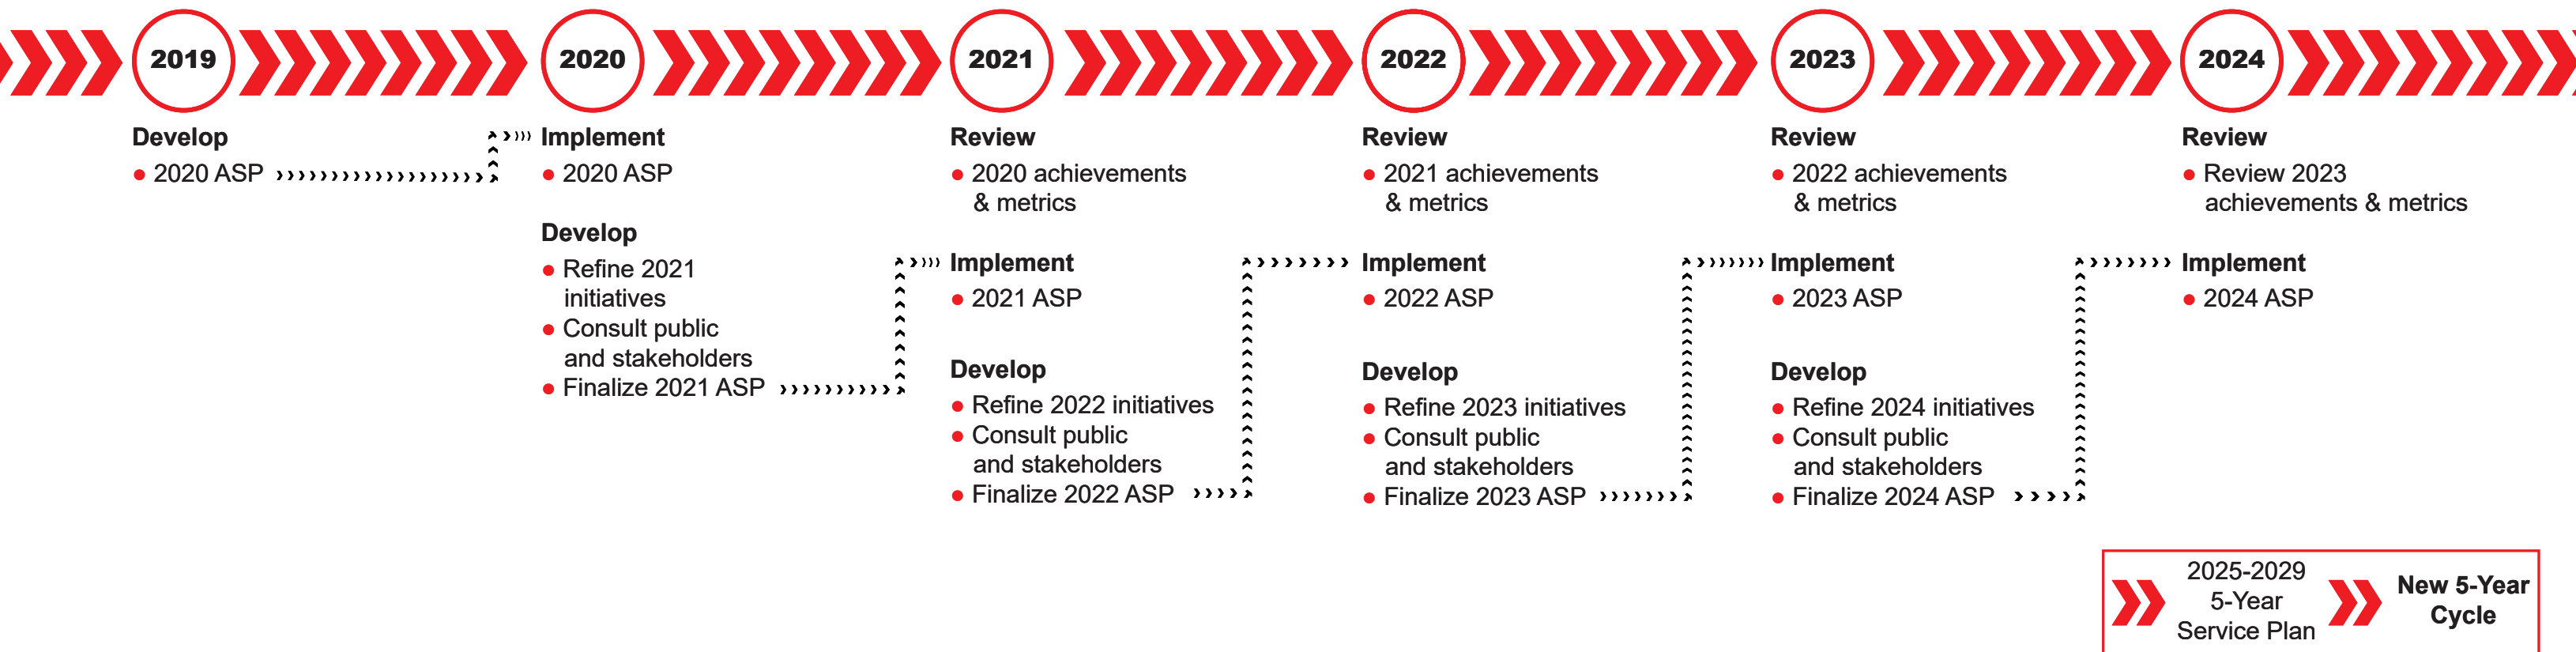 2019
Develop
2020 ASP
2020
Implement
2020 ASP
Develop
Refine 2021
initiatives
Consult public
and stakeholders
Finalize 2021 ASP
2021
Review
2020 achievements
& metrics
Implement
2021 ASP
Develop
Refine 2022 initiatives
Consult public
and stakeholders
Finalize 2022 ASP
2022
Review
2021 achievements
& metrics
Implement
2022 ASP
Develop
Refine 2023 initiatives
Consult public
and stakeholders
Finalize 2023 ASP
2023
Review
2022 achievements
& metrics
Implement
2023 ASP
Develop
Refine 2024 initiatives
Consult public
and stakeholders
Finalize 2024 ASP
2024
Review
Review 2023
achievements & metrics
Implement
2024 ASP
2025-2029
5-Year
Service Plan
New 5-Year
Cycle